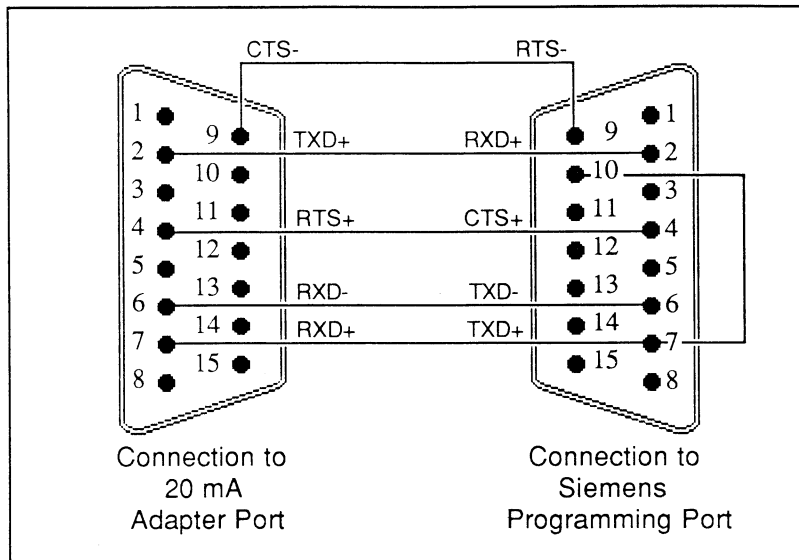 CTS- RTS-
1 1
9 TXD+ RXD+ 9
2 2
10 10
3 3
11 RTS+ CTS+ 11
4 4
12 12
5 5
13 RXD- TXD- 13
6 6
14 RXD+ TXD+ 14
7 7
15 15
8 8
Connection to
20 mA
Adapter Port
Connection to
Siemens
Programming Port